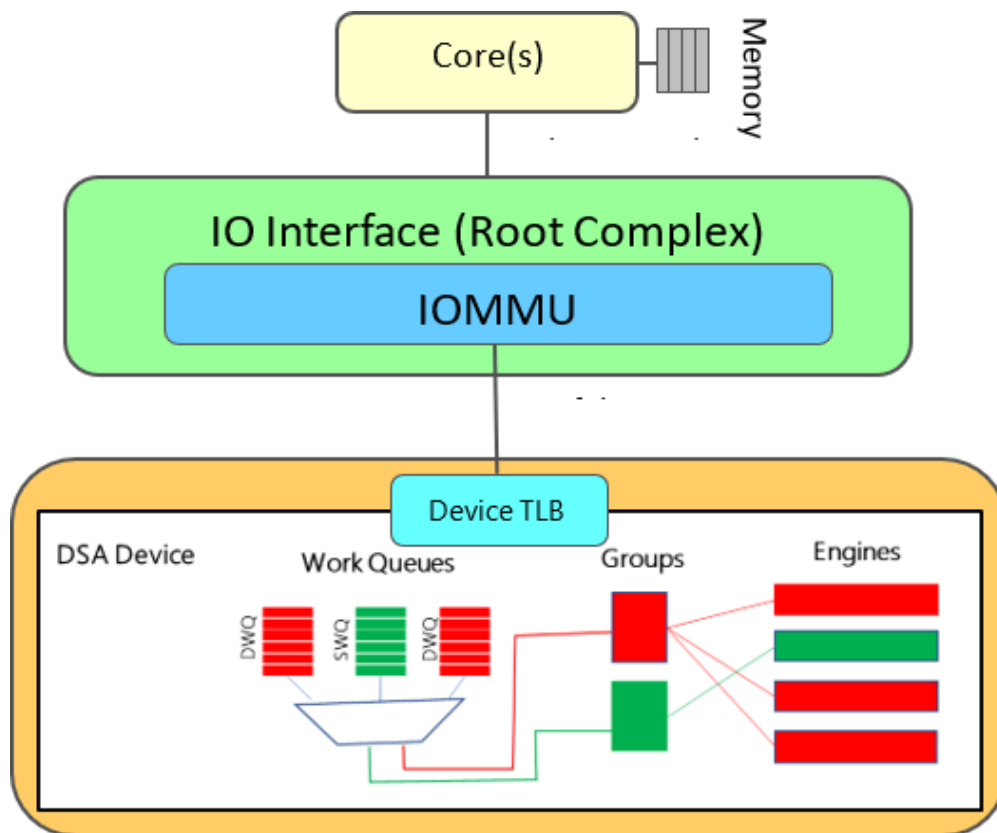 Core(s)
Memory
IO Interface (Root Complex)
IOMMU
Device TLB
DSA Device
Work Queues
Groups
Engines
DWQ
SWQ
DWQ